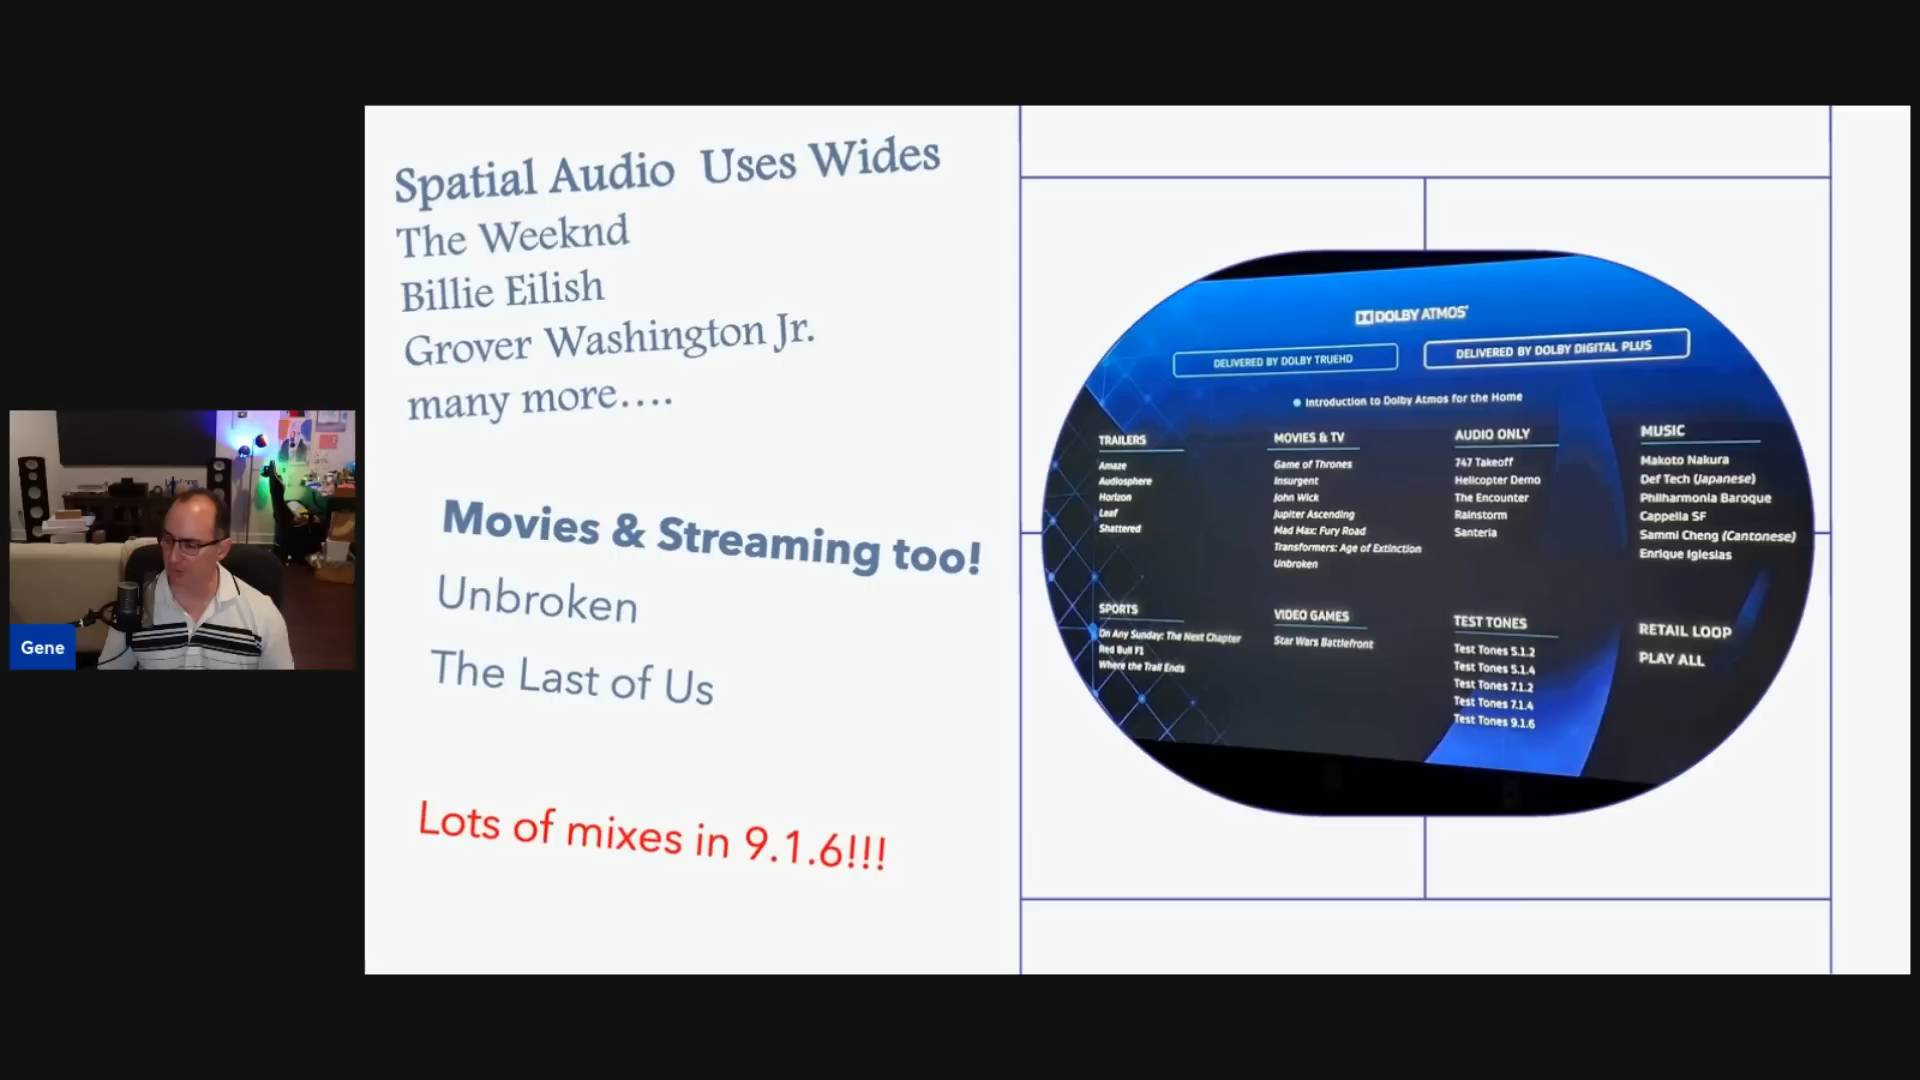 Spatial Audio Uses Wides
The Weeknd
Billie Eilish
Grover Washington Jr.
many more....
Movies & Streaming too!
Unbroken
The Last of Us
Lots of mixes in 9.1.6!!!
Gene
DOLBY ATMOS
DELIVERED BY DOLBY TRUEHD
DELIVERED BY DOLBY DIGITAL PLUS
Introduction to Dolby Atmos for the Home
TRAILERS
Amaze
Audiosphere
Horizon
Leaf
Shattered
MOVIES & TV
Game of Thrones
Insurgent
John Wick
Jupiter Ascending
Mad Max: Fury Road
Transformers: Age of Extinction
Unbroken
AUDIO ONLY
747 Takeoff
Helicopter Demo
The Encounter
Rainstorm
Santeria
MUSIC
Makoto Nakura
Def Tech (Japanese)
Philharmonia Baroque
Cappella SF
Sammi Cheng (Cantonese)
Enrique Iglesias
SPORTS
On Any Sunday: The Next Chapter
Red Bull F1
Where the Trail Ends
VIDEO GAMES
Star Wars Battlefront
TEST TONES
Test Tones 5.1.2
Test Tones 5.1.4
Test Tones 7.1.2
Test Tones 7.1.4
Test Tones 9.1.6
RETAIL LOOP
PLAY ALL